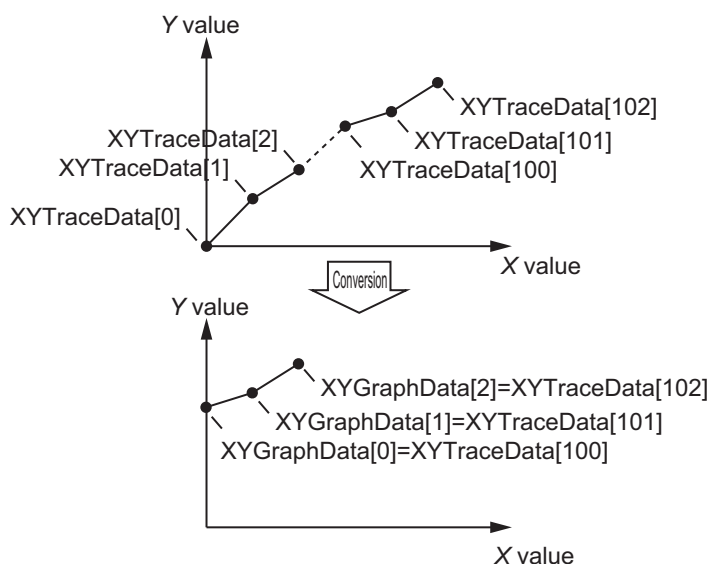 Y value
XYTraceData[102]
XYTraceData[2]
XYTraceData[101]
XYTraceData[1]
XYTraceData[100]
XYTraceData[0]
X value
Conversion
Y value
XYGraphData[2]=XYTraceData[102]
XYGraphData[1]=XYTraceData[101]
XYGraphData[0]=XYTraceData[100]
X value